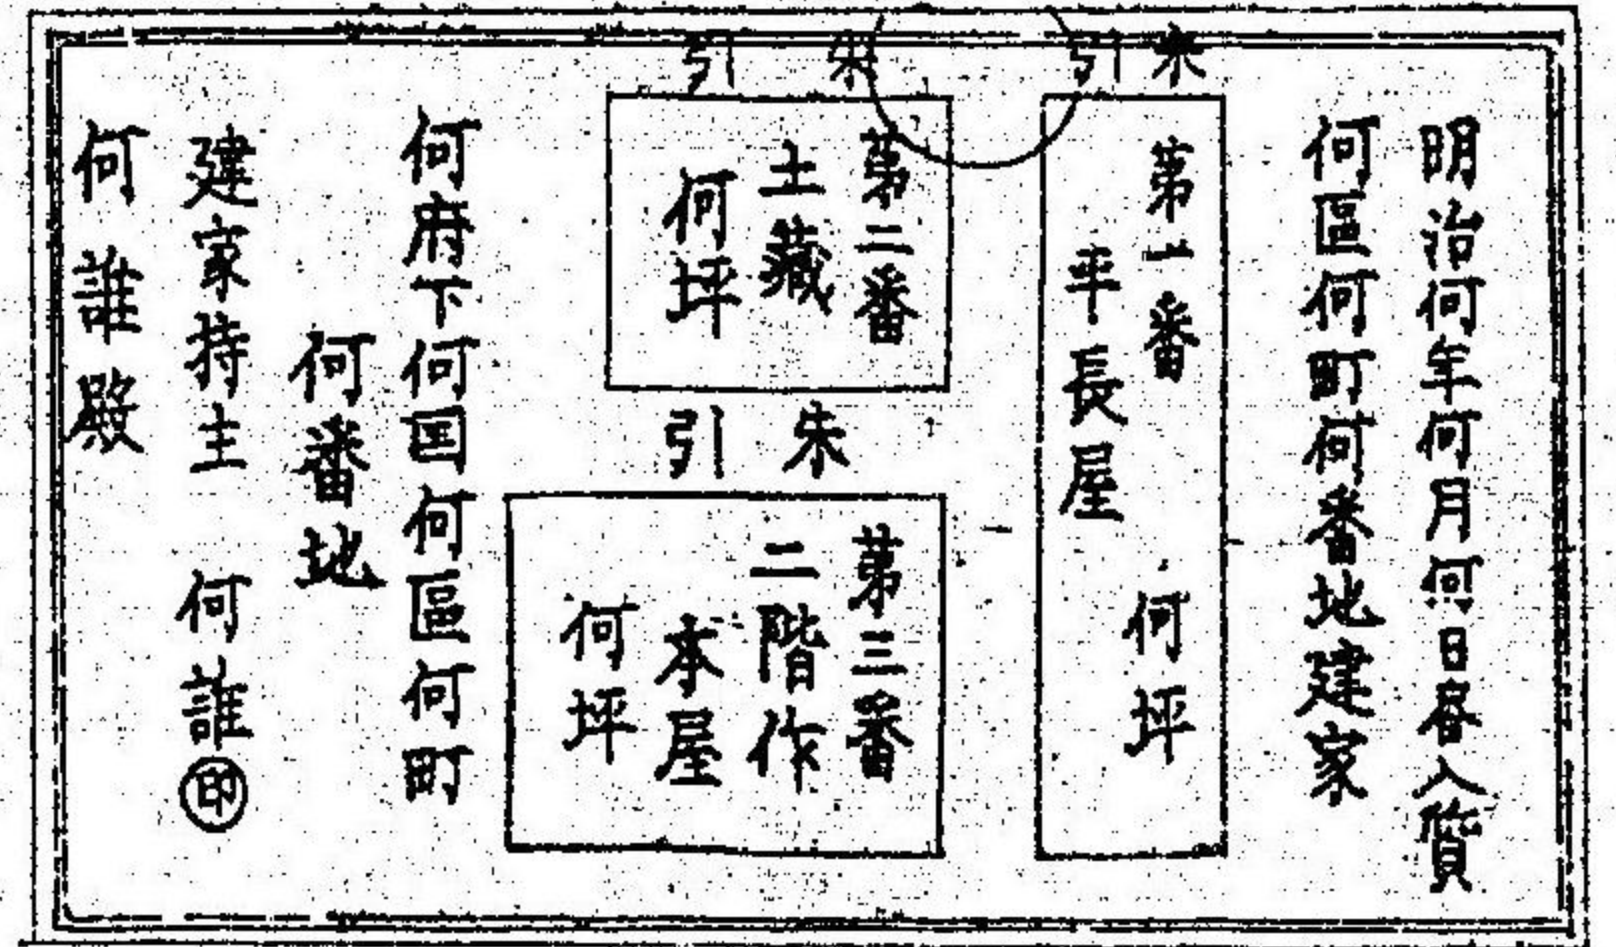 明治何年何月何日書入質
何區何町何番地建家
朱引
第一番
平長屋
何坪
朱引
第二番
土藏
何坪
朱引
第三番
二階作
本屋
何坪
何府下何国何區何町
何番地
建家持主 何誰㊞
何誰殿